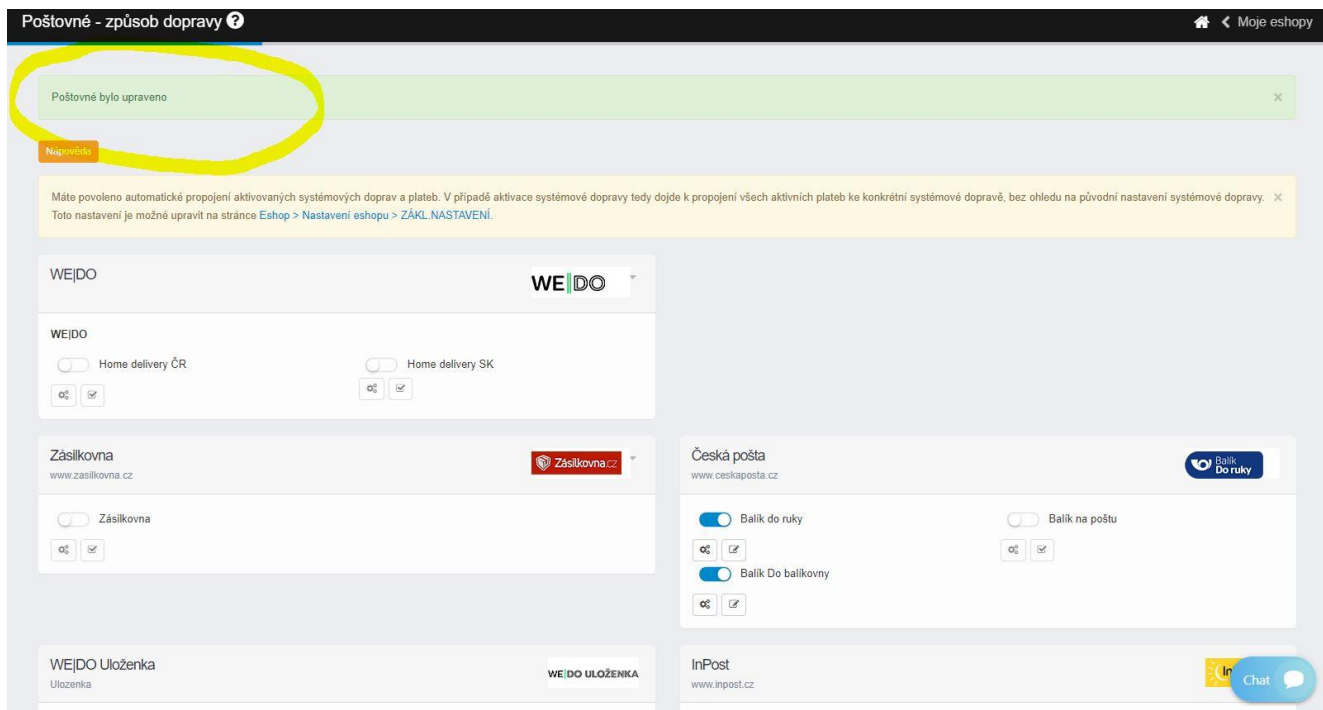 Poštovné - způsob dopravy ?
Moje eshopy
Poštovné bylo upraveno
Nápověda
Máte povoleno automatické propojení aktivovaných systémových doprav a plateb. V případě aktivace systémové dopravy tedy dojde k propojení všech aktivních plateb ke konkrétní systémové dopravě, bez ohledu na původní nastavení systémové dopravy.
Toto nastavení je možné upravit na stránce Eshop > Nastavení eshopu > ZÁKL.NASTAVENÍ.
WE|DO
WE|DO
WE|DO
Home delivery ČR
Home delivery SK
Zásilkovna
www.zasilkovna.cz
Zásilkovna.cz
Zásilkovna
Česká pošta
www.ceskaposta.cz
Balík
Do ruky
Balík do ruky
Balík na poštu
Balík Do balíkovny
WE|DO Uloženka
Ulozenka
WE|DO ULOŽENKA
InPost
www.inpost.cz
Chat